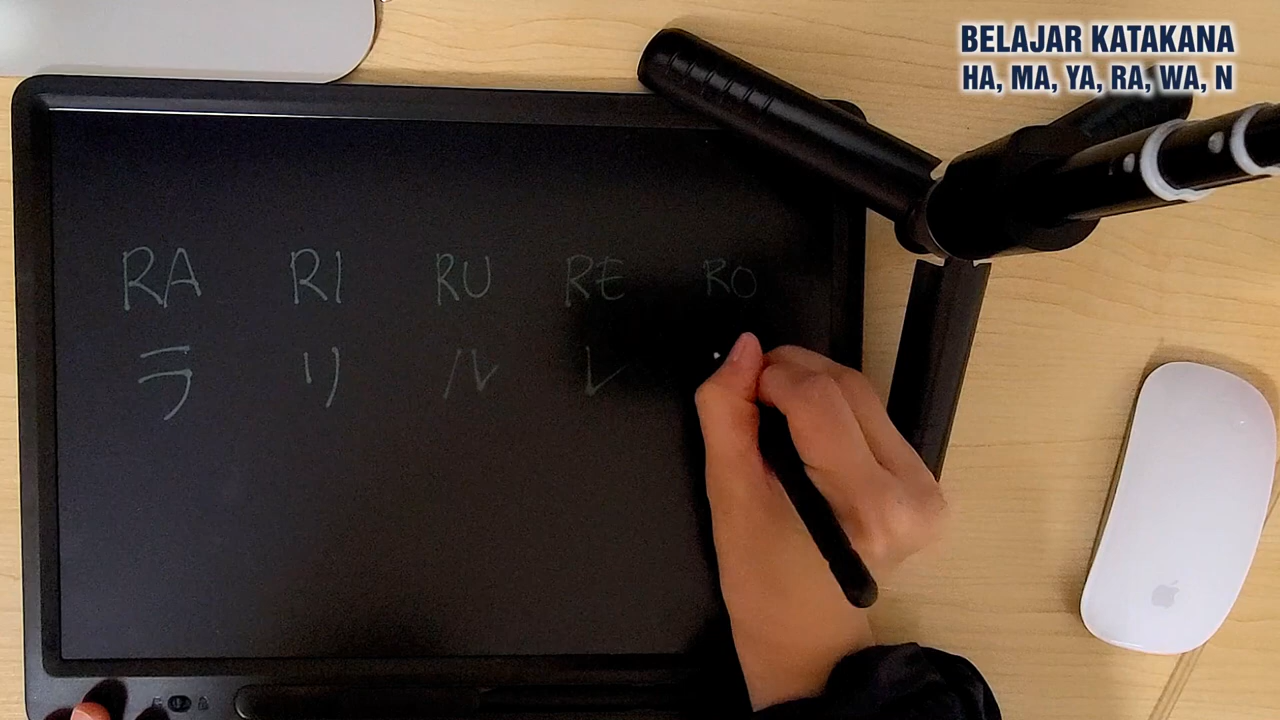 BELAJAR KATAKANA
HA, MA, YA, RA, WA, N
RA RI RU RE RO
ラ リ ル レ